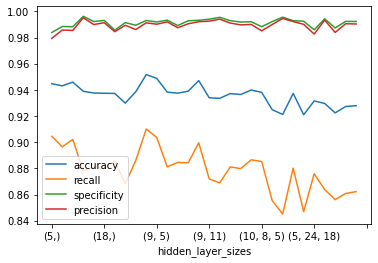 1.00
0.98
0.96
0.94
0.92
0.90
0.88
0.86
0.84
accuracy
recall
specificity
precision
(5,) (18,) (9, 5) (9, 11) (10, 8, 5) (5, 24, 18)
hidden_layer_sizes